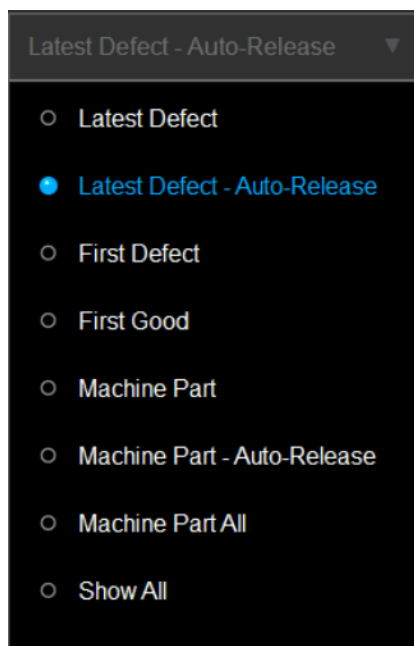 Latest Defect - Auto-Release
Latest Defect
Latest Defect - Auto-Release
First Defect
First Good
Machine Part
Machine Part - Auto-Release
Machine Part All
Show All